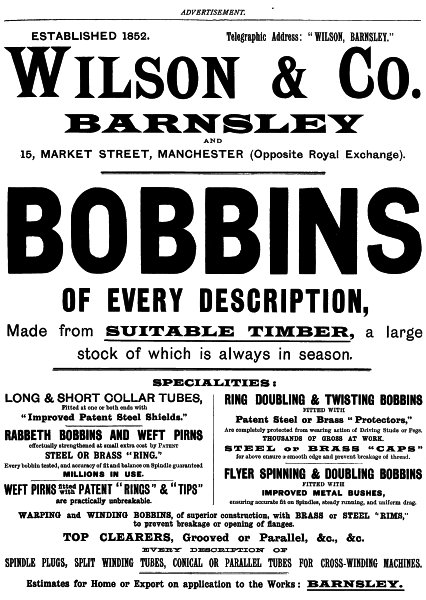 ADVERTISEMENT.
ESTABLISHED 1852. Telegraphic Address: "WILSON, BARNSLEY."
WILSON & CO.
BARNSLEY
AND
15, MARKET STREET, MANCHESTER (Opposite Royal Exchange).
BOBBINS
OF EVERY DESCRIPTION,
Made from SUITABLE TIMBER, a large
stock of which is always in season.
SPECIALITIES:
LONG & SHORT COLLAR TUBES,
Fitted at one or both ends with
"Improved Patent Steel Shields."
RABBETH BOBBINS AND WEFT PIRNS
effectually strengthened at small extra cost by PATENT
STEEL OR BRASS "RING."
Every bobbin tested, and accuracy of fit and balance on Spindle guaranteed
MILLIONS IN USE.
WEFT PIRNS fitted with PATENT "RINGS" & "TIPS"
are practically unbreakable.
RING DOUBLING & TWISTING BOBBINS
FITTED WITH
Patent Steel or Brass "Protectors,"
Are completely protected from wearing action of Driving Studs or Pegs.
THOUSANDS OF GROSS AT WORK.
STEEL or BRASS "CAPS"
for above ensure a smooth edge and prevent breakage of thread.
FLYER SPINNING & DOUBLING BOBBINS
FITTED WITH
IMPROVED METAL BUSHES,
ensuring accurate fit on Spindles, steady running, and uniform drag.
WARPING and WINDING BOBBINS, of superior construction, with BRASS or STEEL "RIMS,"
to prevent breakage or opening of flanges.
TOP CLEARERS, Grooved or Parallel, &c., &c.
EVERY DESCRIPTION OF
SPINDLE PLUGS, SPLIT WINDING TUBES, CONICAL OR PARALLEL TUBES FOR CROSS-WINDING MACHINES.
Estimates for Home or Export on application to the Works: BARNSLEY.